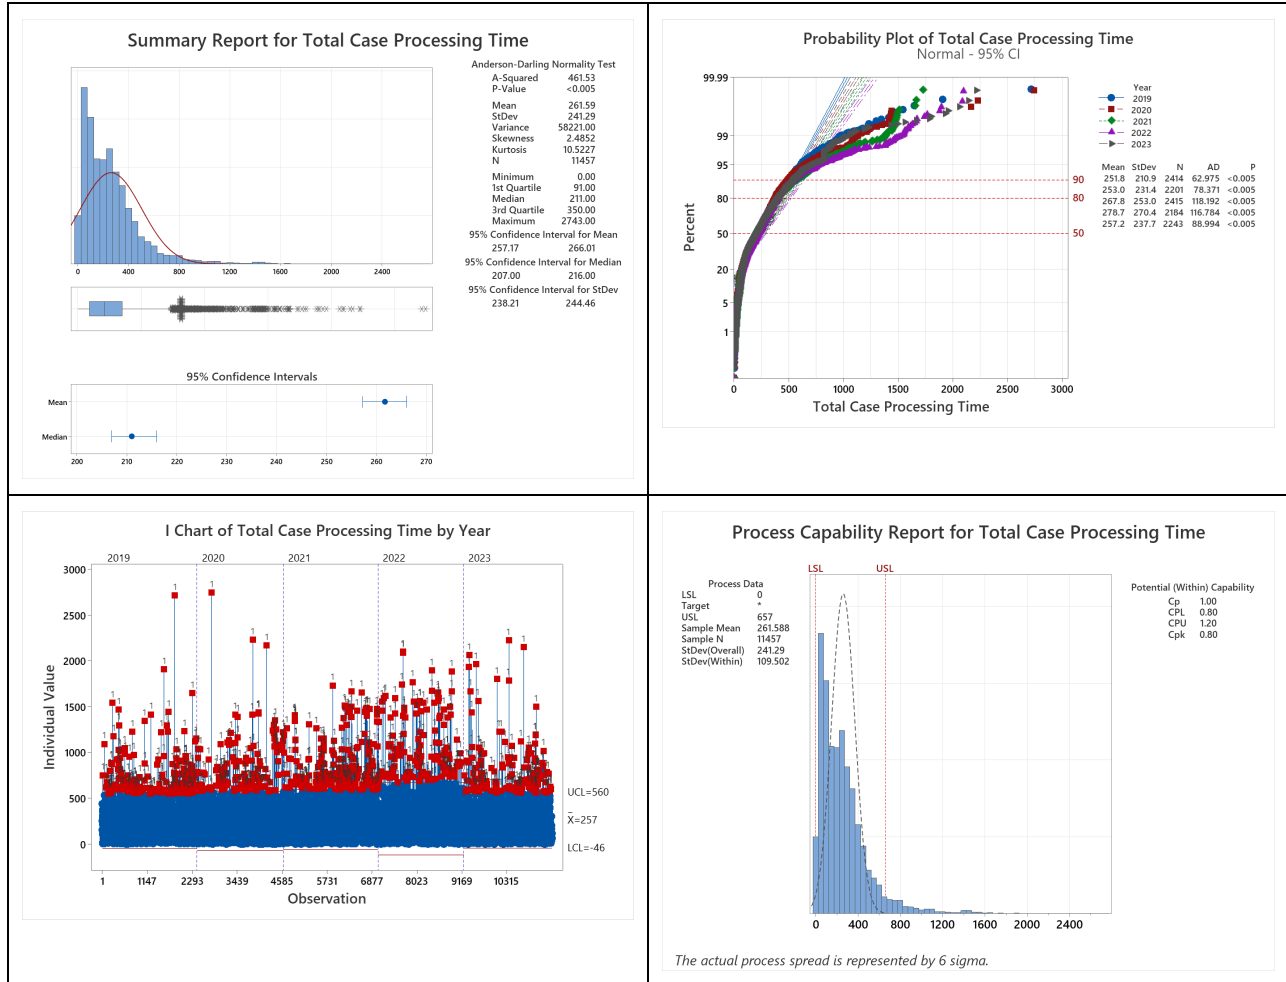 Summary Report for Total Case Processing Time
Anderson-Darling Normality Test
A-Squared 461.53
P-Value <0.005
Mean 261.59
StDev 241.29
Variance 58221.00
Skewness 2.4852
Kurtosis 10.5227
N 11457
Minimum 0.00
1st Quartile 91.00
Median 211.00
3rd Quartile 350.00
Maximum 2743.00
95% Confidence Interval for Mean
257.17 266.01
95% Confidence Interval for Median
207.00 216.00
95% Confidence Interval for StDev
238.21 244.46
0 400 800 1200 1600 2000 2400
95% Confidence Intervals
Mean
Median
200 210 220 230 240 250 260 270
Probability Plot of Total Case Processing Time
Normal - 95% CI
99.99
99
95
80
50
20
5
1
Percent
90
80
50
0 500 1000 1500 2000 2500 3000
Total Case Processing Time
Year
2019
2020
2021
2022
2023
Mean StDev N AD P
251.8 210.9 2414 62.975 <0.005
253.0 231.4 2201 78.371 <0.005
267.8 253.0 2415 118.192 <0.005
278.7 270.4 2184 116.784 <0.005
257.2 237.7 2243 88.994 <0.005
I Chart of Total Case Processing Time by Year
2019 2020 2021 2022 2023
3000
2500
2000
1500
1000
500
0
Individual Value
UCL=560
X=257
LCL=-46
1 1147 2293 3439 4585 5731 6877 8023 9169 10315
Observation
Process Capability Report for Total Case Processing Time
LSL USL
Process Data
LSL 0
Target *
USL 657
Sample Mean 261.588
Sample N 11457
StDev(Overall) 241.29
StDev(Within) 109.502
Potential (Within) Capability
Cp 1.00
CPL 0.80
CPU 1.20
Cpk 0.80
0 400 800 1200 1600 2000 2400
The actual process spread is represented by 6 sigma.